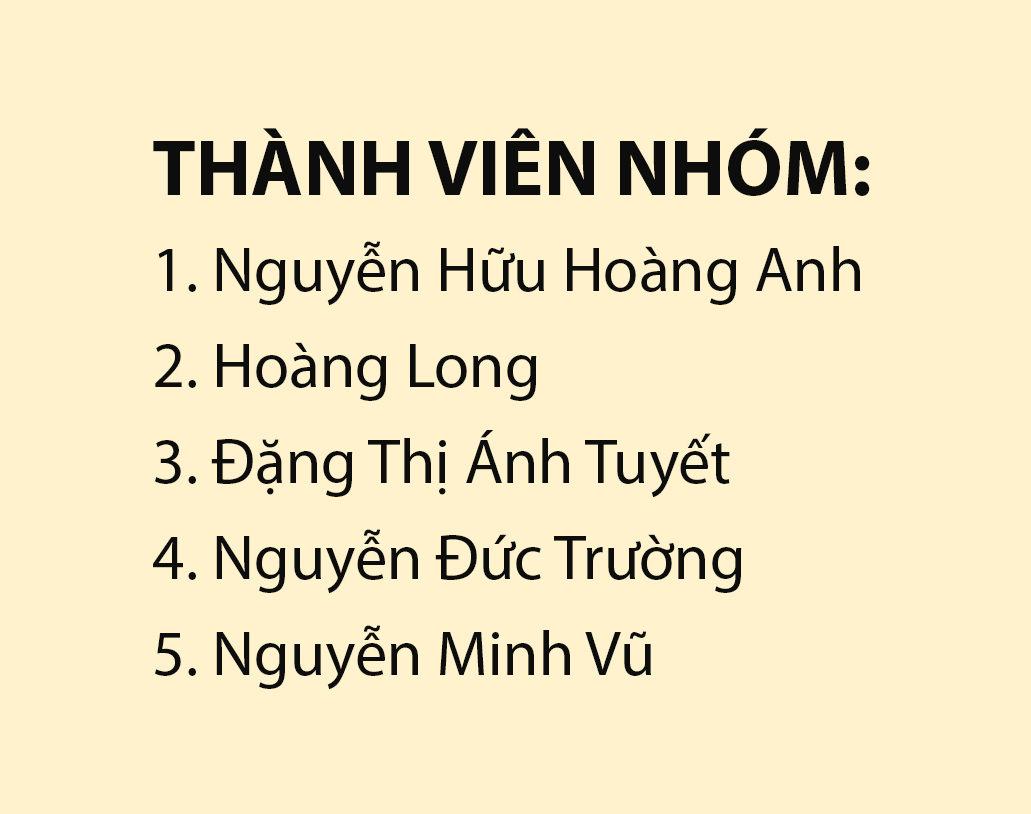 THÀNH VIÊN NHÓM:
1. Nguyễn Hữu Hoàng Anh
2. Hoàng Long
3. Đặng Thị Ánh Tuyết
4. Nguyễn Đức Trường
5. Nguyễn Minh Vũ